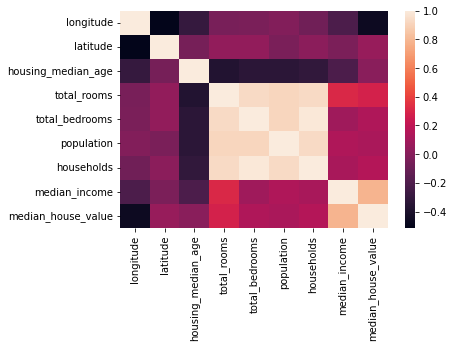 longitude
latitude
housing_median_age
total_rooms
total_bedrooms
population
households
median_income
median_house_value
longitude
latitude
housing_median_age
total_rooms
total_bedrooms
population
households
median_income
median_house_value
1.0
0.8
0.6
0.4
0.2
0.0
−0.2
−0.4